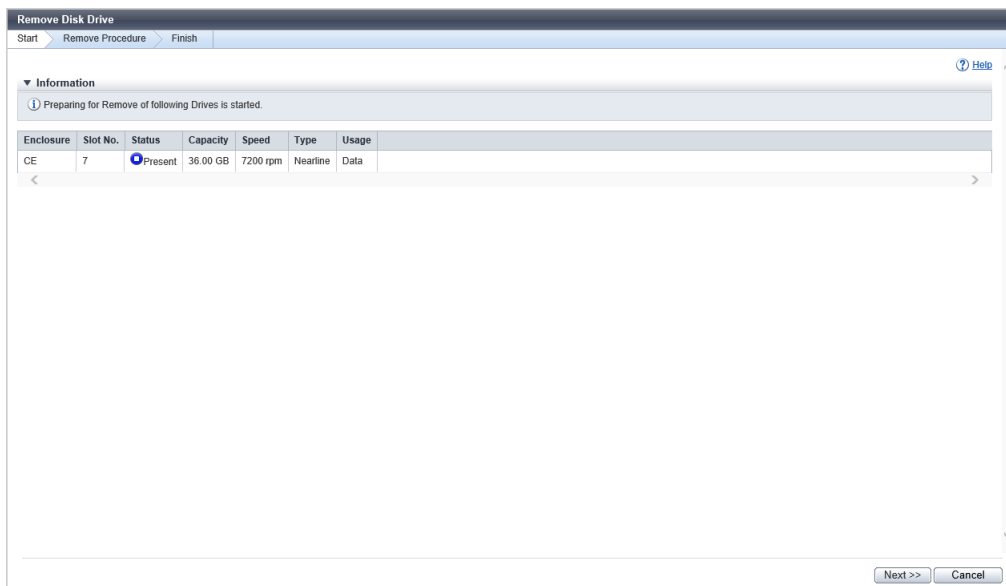 Remove Disk Drive
Start Remove Procedure Finish
Help
Information
Preparing for Remove of following Drives is started.
Enclosure Slot No. Status Capacity Speed Type Usage
CE 7 Present 36.00 GB 7200 rpm Nearline Data
Next >> Cancel